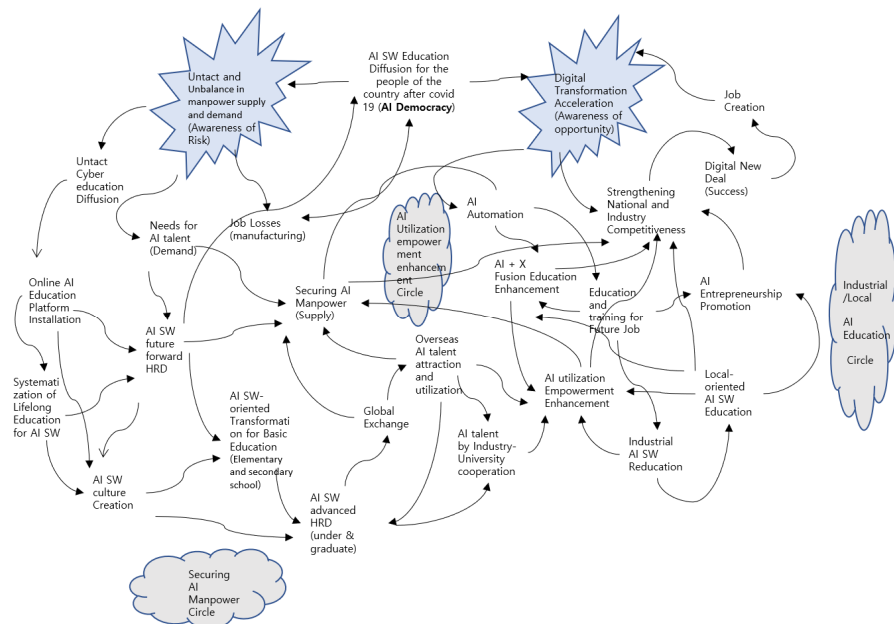 AI SW Education
Diffusion for the
people of the
country after covid
19 (AI Democracy)
Untact and
Unbalance in
manpower supply
and demand
(Awareness of
Risk)
Digital
Transformation
Acceleration
(Awareness of
opportunity)
Job
Creation
Untact
Cyber
education
Diffusion
Digital New
Deal
(Success)
Needs for
AI talent
(Demand)
Job Losses
(manufacturing)
AI
Utilization
empower
ment
enhancem
ent
Circle
AI
Automation
Strengthening
National and
Industry
Competitiveness
Online AI
Education
Platform
Installation
Securing AI
Manpower
(Supply)
AI + X
Fusion Education
Enhancement
Education
and
training for
Future Job
AI
Entrepreneurship
Promotion
Industrial
/Local
AI
Education
Circle
AI SW
future
forward
HRD
Overseas
AI talent
attraction
and
utilization
Systemati
zation of
Lifelong
Education
for AI SW
AI SW-
oriented
Transformati
on for Basic
Education
(Elementary
and secondary
school)
Global
Exchange
AI utilization
Empowerment
Enhancement
Local-
oriented
AI SW
Education
AI talent
by Industry-
University
cooperation
Industrial
AI SW
Reducation
AI SW
culture
Creation
AI SW
advanced
HRD
(under &
graduate)
Securing
AI
Manpower
Circle